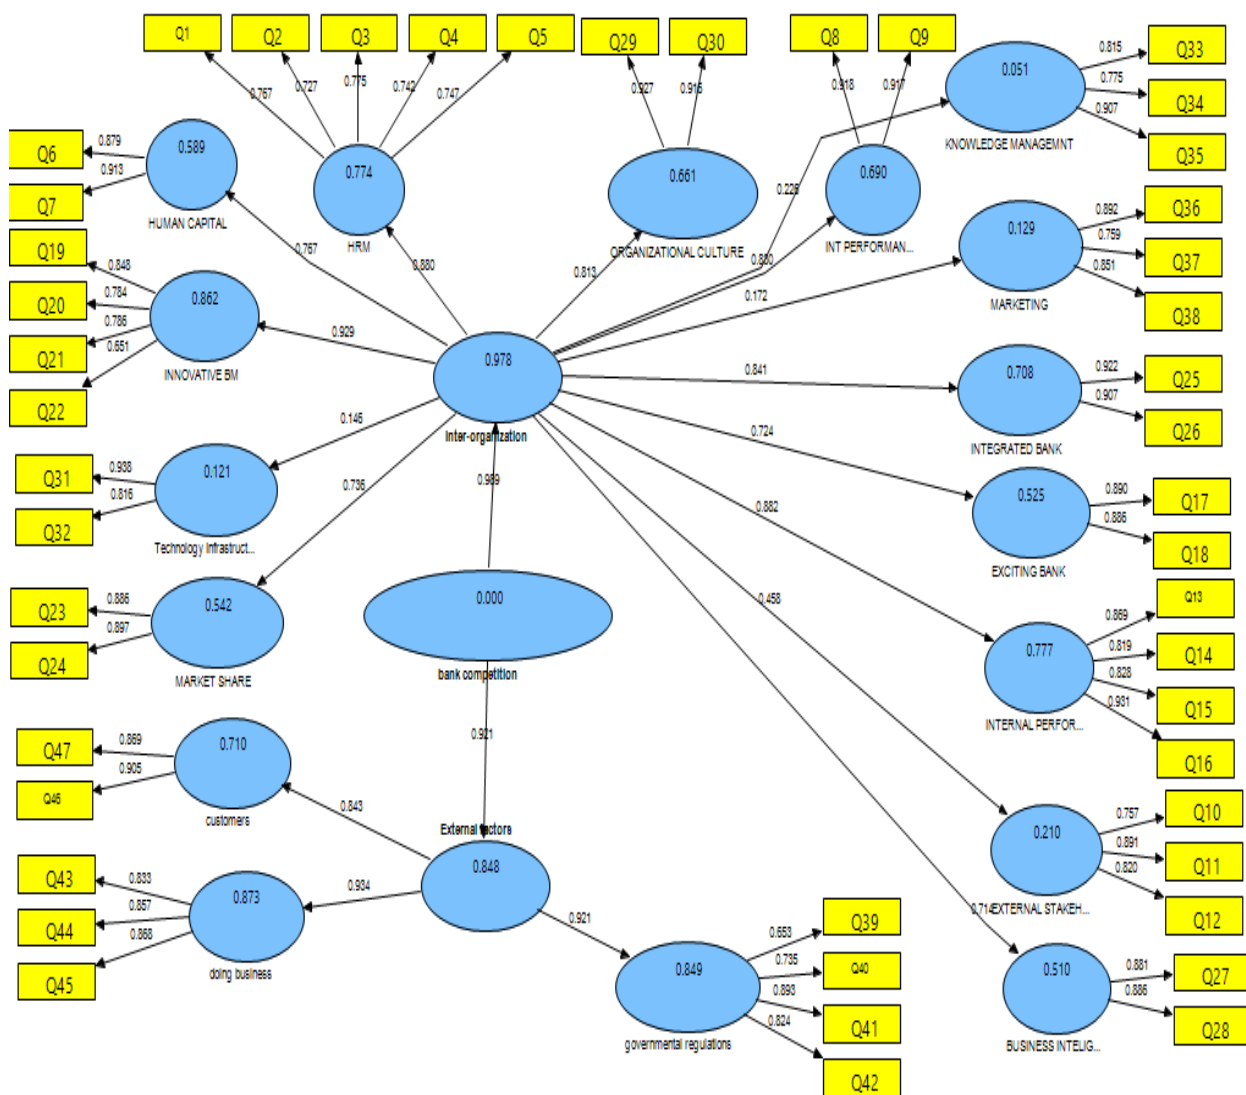 Q1
Q2
Q3
Q4
Q5
Q29
Q30
Q8
Q9
Q33
Q34
Q35
0.767
0.727
0.775
0.742
0.747
0.927
0.916
0.918
0.917
0.815
0.775
0.907
0.051
KNOWLEDGE MANAGEMNT
Q6
Q7
0.879
0.913
0.589
HUMAN CAPITAL
0.774
HRM
0.661
ORGANIZATIONAL CULTURE
0.690
INT PERFORMAN...
Q36
Q37
Q38
0.892
0.759
0.851
0.129
MARKETING
0.767
0.880
0.813
0.226
0.830
0.172
Q19
Q20
Q21
Q22
0.848
0.784
0.786
0.651
0.862
INNOVATIVE BM
0.929
0.978
Inter-organization
0.841
0.708
INTEGRATED BANK
0.922
0.907
Q25
Q26
0.146
0.736
0.724
0.882
0.989
0.458
0.714
Q31
Q32
0.938
0.816
0.121
Technology Infrastruct...
0.525
EXCITING BANK
0.890
0.886
Q17
Q18
Q23
Q24
0.886
0.897
0.542
MARKET SHARE
0.000
bank competition
0.777
INTERNAL PERFOR...
0.869
0.819
0.828
0.931
Q13
Q14
Q15
Q16
0.921
Q47
Q46
0.869
0.905
0.710
customers
0.843
External factors
0.848
0.210
EXTERNAL STAKEH...
0.757
0.891
0.820
Q10
Q11
Q12
Q43
Q44
Q45
0.833
0.857
0.868
0.873
doing business
0.934
0.921
0.849
governmental regulations
0.653
0.735
0.893
0.824
Q39
Q40
Q41
Q42
0.510
BUSINESS INTELIG...
0.881
0.886
Q27
Q28